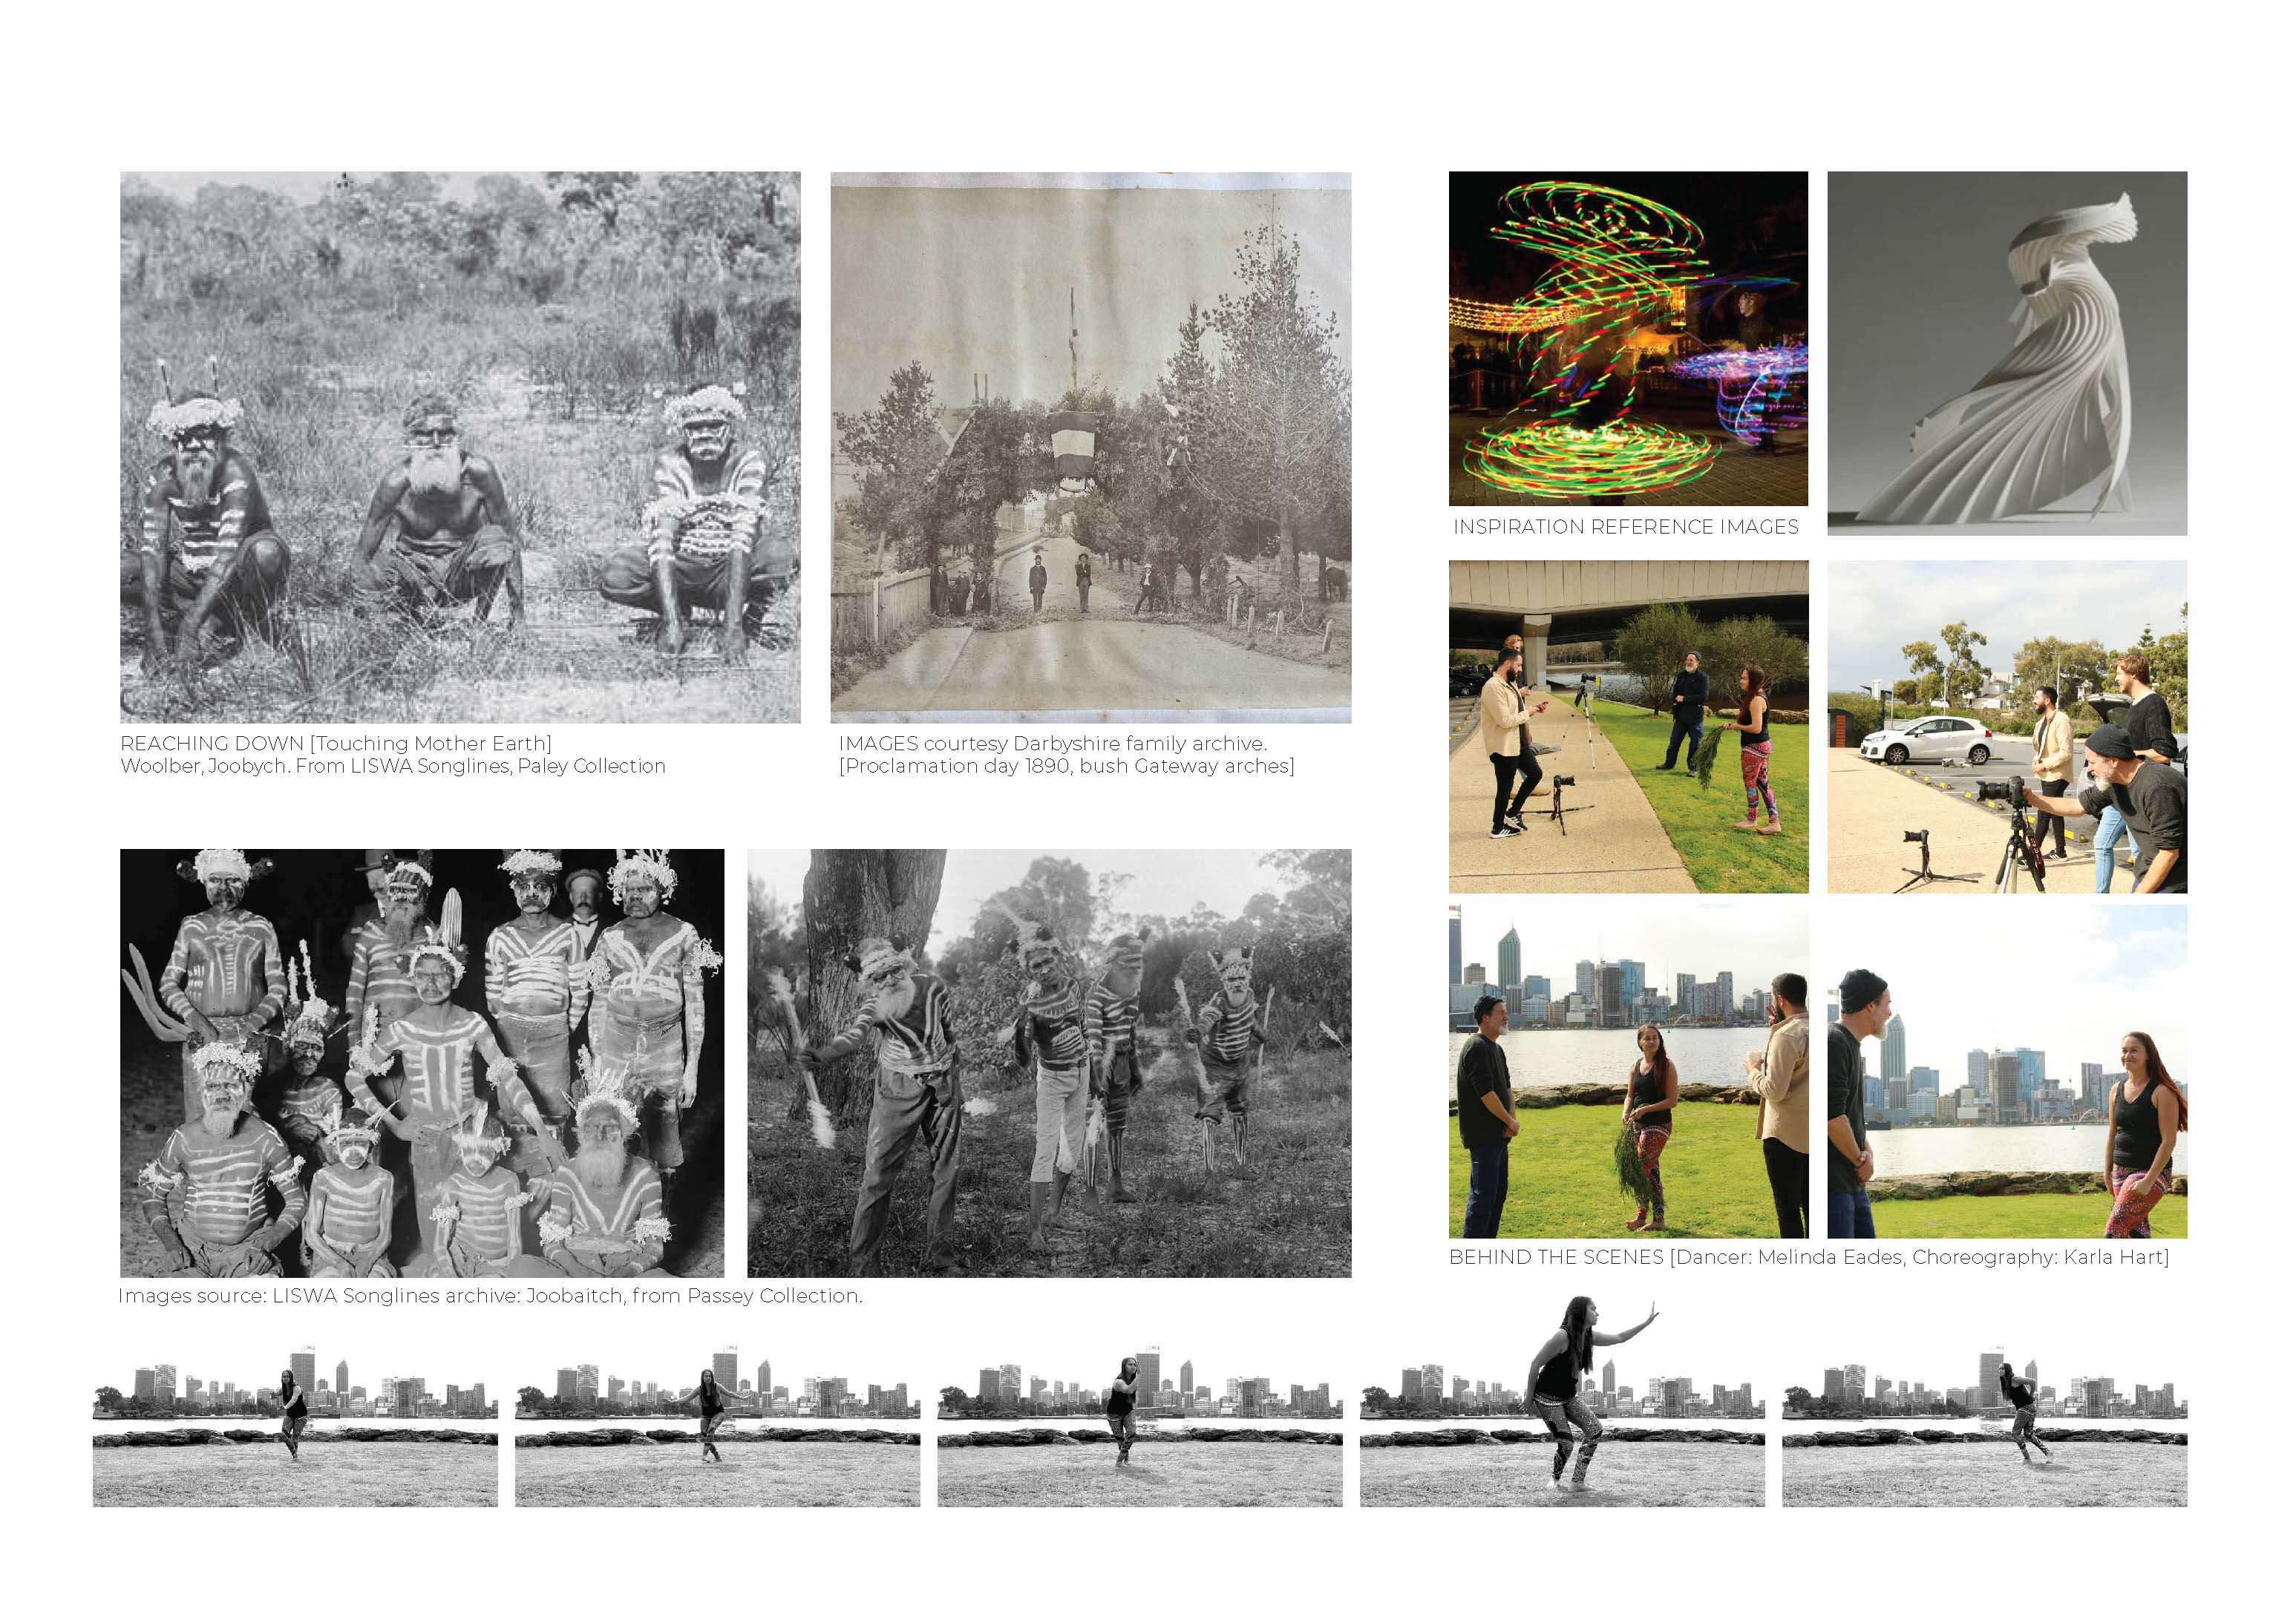 REACHING DOWN [Touching Mother Earth]
Woolber, Joobych. From LISWA Songlines, Paley Collection
IMAGES courtesy Darbyshire family archive.
[Proclamation day 1890, bush Gateway arches]
INSPIRATION REFERENCE IMAGES
Images source: LISWA Songlines archive: Joobaitch, from Passey Collection.
BEHIND THE SCENES [Dancer: Melinda Eades, Choreography: Karla Hart]